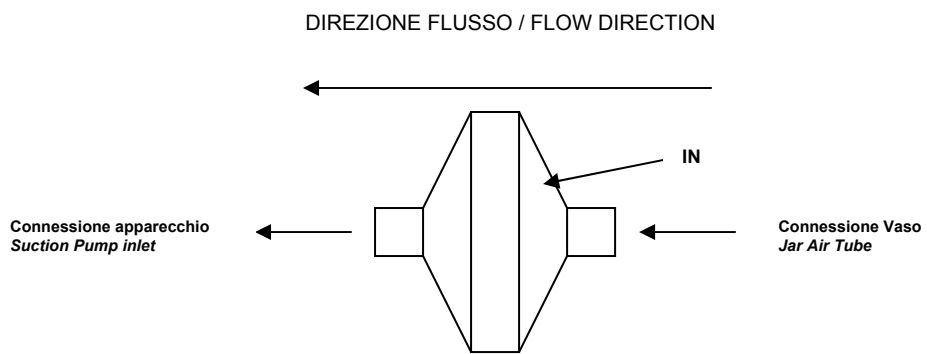 DIREZIONE FLUSSO / FLOW DIRECTION
IN
Connessione apparecchio
Suction Pump inlet
Connessione Vaso
Jar Air Tube